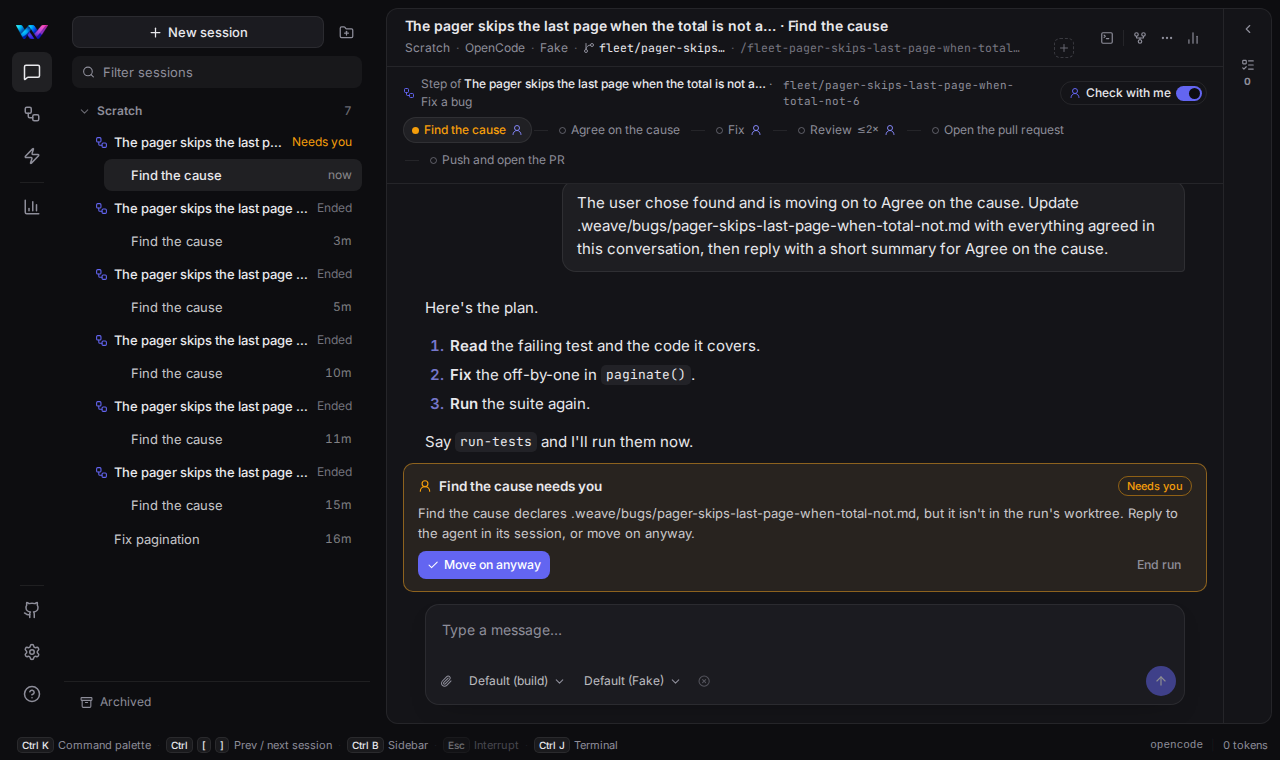 New session
Filter sessions
Scratch 7
The pager skips the last p... Needs you
Find the cause now
The pager skips the last page ... Ended
Find the cause 3m
The pager skips the last page ... Ended
Find the cause 5m
The pager skips the last page ... Ended
Find the cause 10m
The pager skips the last page ... Ended
Find the cause 11m
The pager skips the last page ... Ended
Find the cause 15m
Fix pagination 16m
Archived
The pager skips the last page when the total is not a... · Find the cause
Scratch · OpenCode · Fake · fleet/pager-skips… · /fleet-pager-skips-last-page-when-total…
0
Step of The pager skips the last page when the total is not a... ·
Fix a bug
fleet/pager-skips-last-page-when-
total-not-6
Check with me
Find the cause Agree on the cause Fix Review ≤2× Open the pull request
Push and open the PR
The user chose found and is moving on to Agree on the cause. Update
.weave/bugs/pager-skips-last-page-when-total-not.md with everything agreed in
this conversation, then reply with a short summary for Agree on the cause.
Here's the plan.
1. Read the failing test and the code it covers.
2. Fix the off-by-one in paginate().
3. Run the suite again.
Say run-tests and I'll run them now.
Find the cause needs you Needs you
Find the cause declares .weave/bugs/pager-skips-last-page-when-total-not.md, but it isn't in the run's worktree. Reply to
the agent in its session, or move on anyway.
Move on anyway End run
Type a message...
Default (build) Default (Fake)
Ctrl K Command palette Ctrl [ ] Prev / next session Ctrl B Sidebar Esc Interrupt Ctrl J Terminal opencode 0 tokens